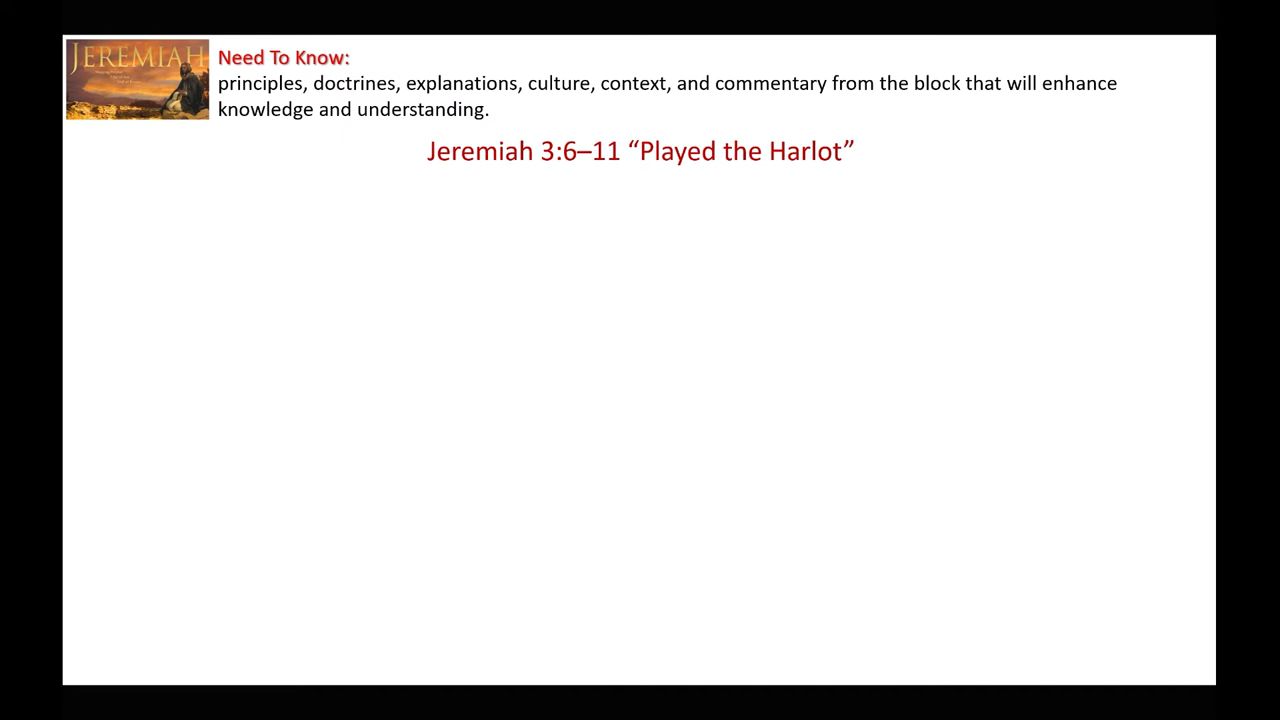 JEREMIAH
Need To Know:
principles, doctrines, explanations, culture, context, and commentary from the block that will enhance
knowledge and understanding.
Jeremiah 3:6–11 “Played the Harlot”